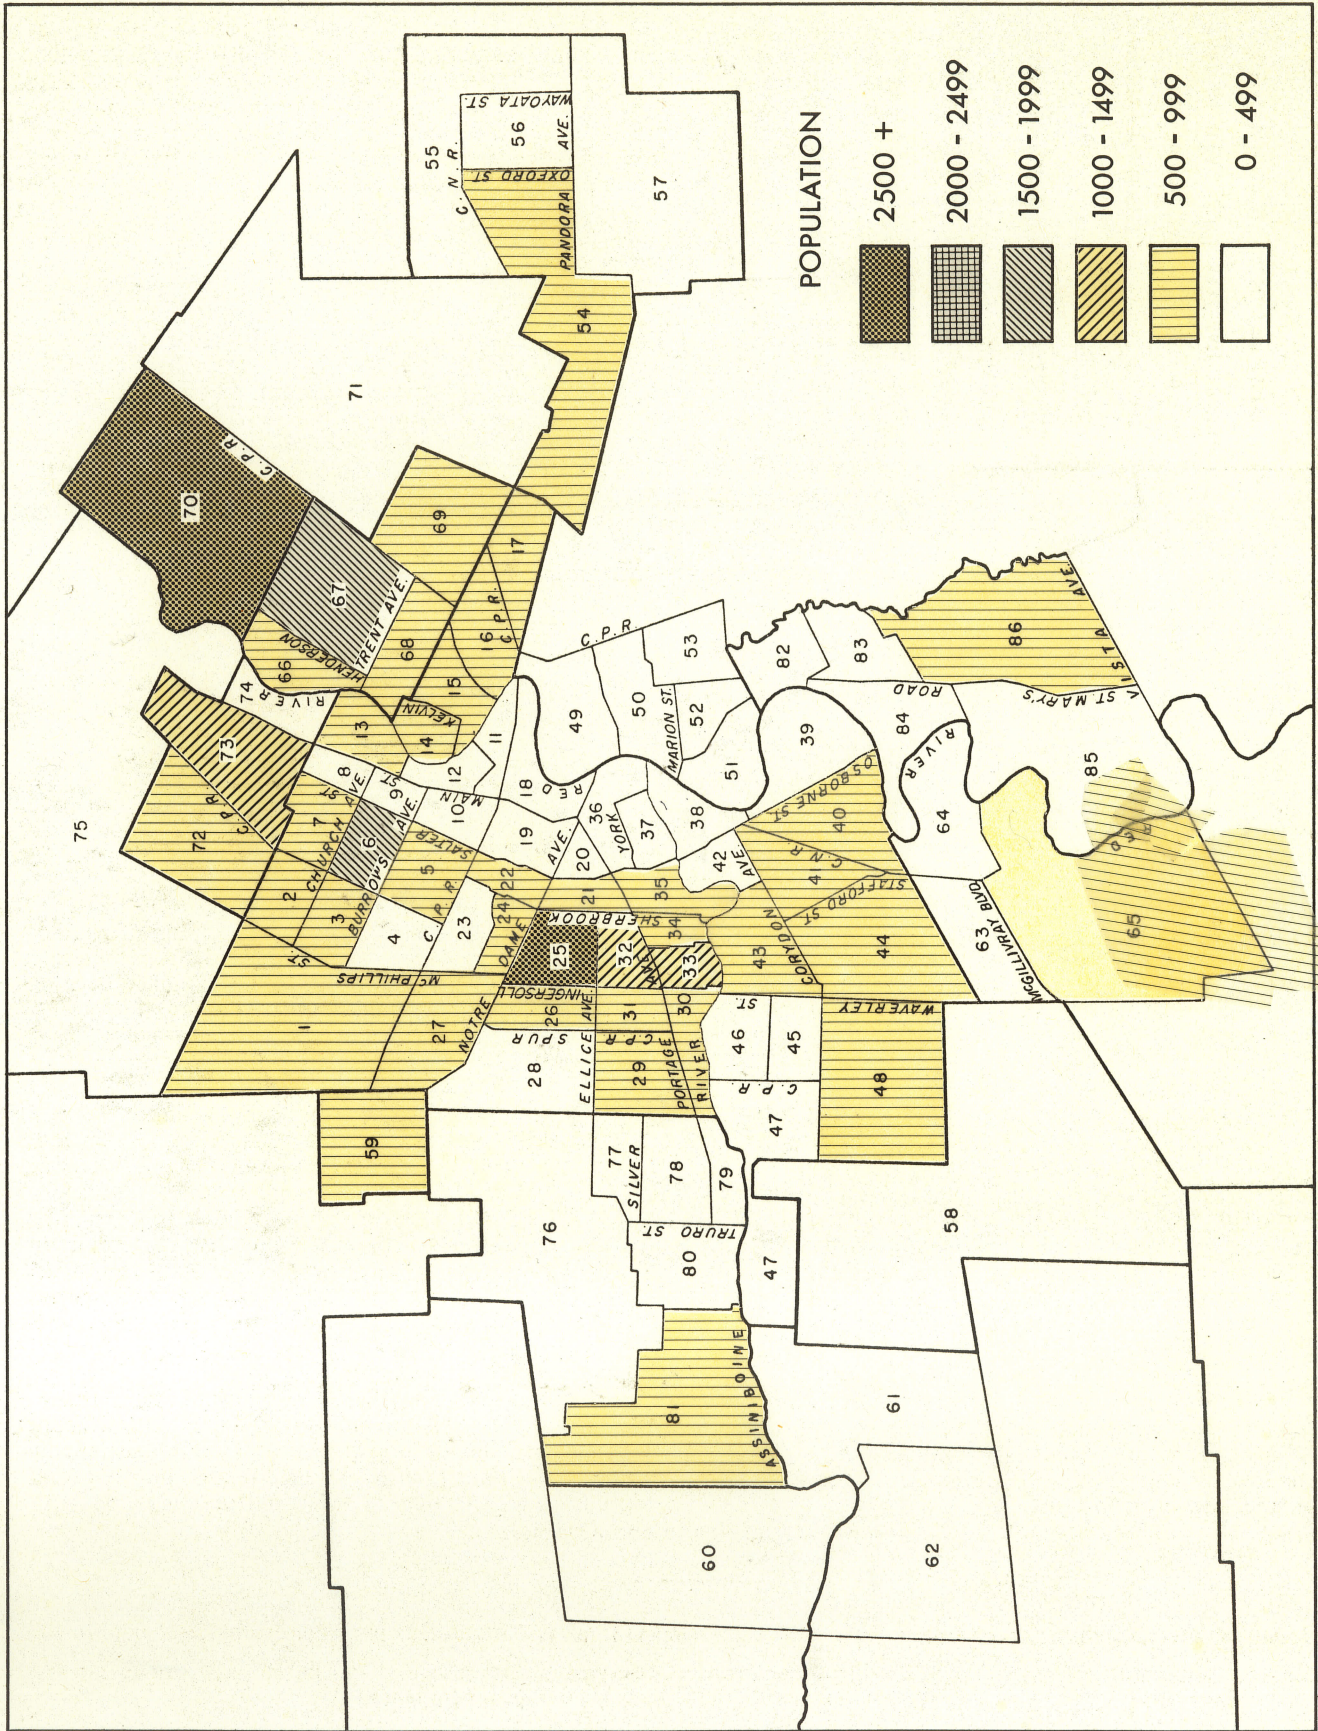 POPULATION
2500 +
2000 - 2499
1500 - 1999
1000 - 1499
500 - 999
0 - 499
55
C. N. R.
WAYOATA ST.
56
OXFORD ST.
AVE.
PANDORA
57
54
71
70
C. P. R.
67
TRENT AVE.
HENDERSON
66
68
69
17
16
C. P. R.
15
KELVIN
14
13
RIVER
74
73
C. P. R.
72
75
8
ST.
7
CHURCH AVE.
9
AVE.
6
BURROWS
MAIN
ST.
12
11
10
SALTER
5
2
3
4
C. P. R.
23
ST.
Mc PHILLIPS
1
27
NOTRE
DAME
24
22
19
18
RED
AVE.
20
21
36
YORK
37
38
35
34
SHERBROOK
25
32
AVE.
33
INGERSOLL
26
ELLICE AVE.
31
30
SPUR
C. P. R.
28
29
PORTAGE
RIVER
59
49
50
C. P. R.
53
MARION ST.
52
51
39
82
83
86
ST. MARY'S
ROAD
VISTA
AVE.
84
RIVER
85
64
63
MCGILLIVRAY BLVD
65
RED
OSBORNE ST.
40
C. N. R.
41
STAFFORD ST.
42
AVE.
CORYDON
43
44
WAVERLEY
ST.
46
45
C. P. R.
47
48
77
SILVER
78
79
TRURO ST.
80
76
47
58
81
ASSINIBOINE
61
60
62